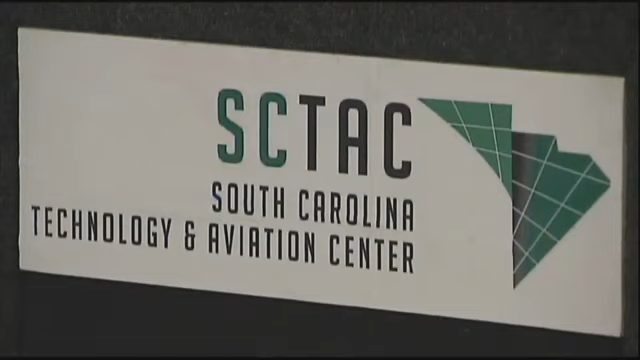 SCTAC
SOUTH CAROLINA
TECHNOLOGY & AVIATION CENTER